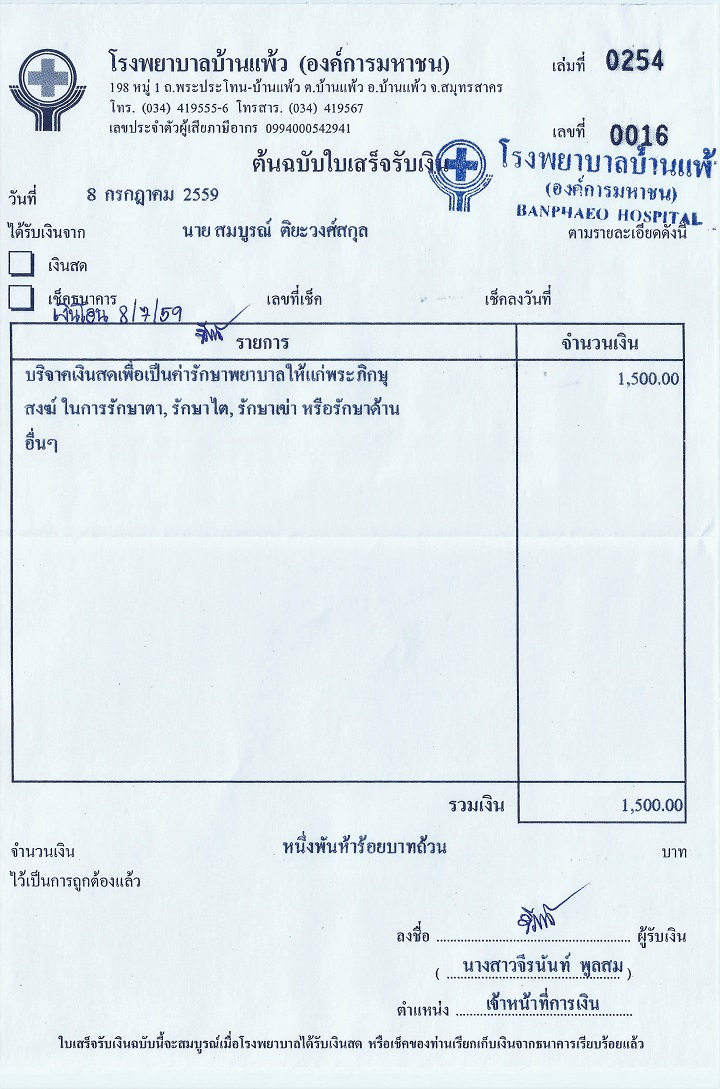 โรงพยาบาลบ้านแพ้ว (องค์การมหาชน)
เล่มที่ 0254
198 หมู่ 1 ถ.พระประโทน-บ้านแพ้ว ต.บ้านแพ้ว อ.บ้านแพ้ว จ.สมุทรสาคร
โทร. (034) 419555-6 โทรสาร. (034) 419567
เลขประจำตัวผู้เสียภาษีอากร 0994000542941
เลขที่ 0016
ต้นฉบับใบเสร็จรับเงิน
โรงพยาบาลบ้านแพ้ว
(องค์การมหาชน)
BANPHAEO HOSPITAL
วันที่ 8 กรกฎาคม 2559
ได้รับเงินจาก นาย สมบูรณ์ ติยะวงศ์สกุล ตามรายละเอียดดังนี้
เงินสด
เช็คธนาคาร เลขที่เช็ค เช็คลงวันที่
เงินโอน 8/7/59
รายการ จำนวนเงิน
บริจาคเงินสดเพื่อเป็นค่ารักษาพยาบาลให้แก่พระภิกษุ 1,500.00
สงฆ์ ในการรักษาตา, รักษาไต, รักษาเข่า หรือรักษาด้าน
อื่นๆ
รวมเงิน 1,500.00
จำนวนเงิน หนึ่งพันห้าร้อยบาทถ้วน บาท
ไว้เป็นการถูกต้องแล้ว
ลงชื่อ ผู้รับเงิน
( นางสาวจีรนันท์ พูลสม )
ตำแหน่ง เจ้าหน้าที่การเงิน
ใบเสร็จรับเงินฉบับนี้จะสมบูรณ์เมื่อโรงพยาบาลได้รับเงินสด หรือเช็คของท่านเรียกเก็บเงินจากธนาคารเรียบร้อยแล้ว